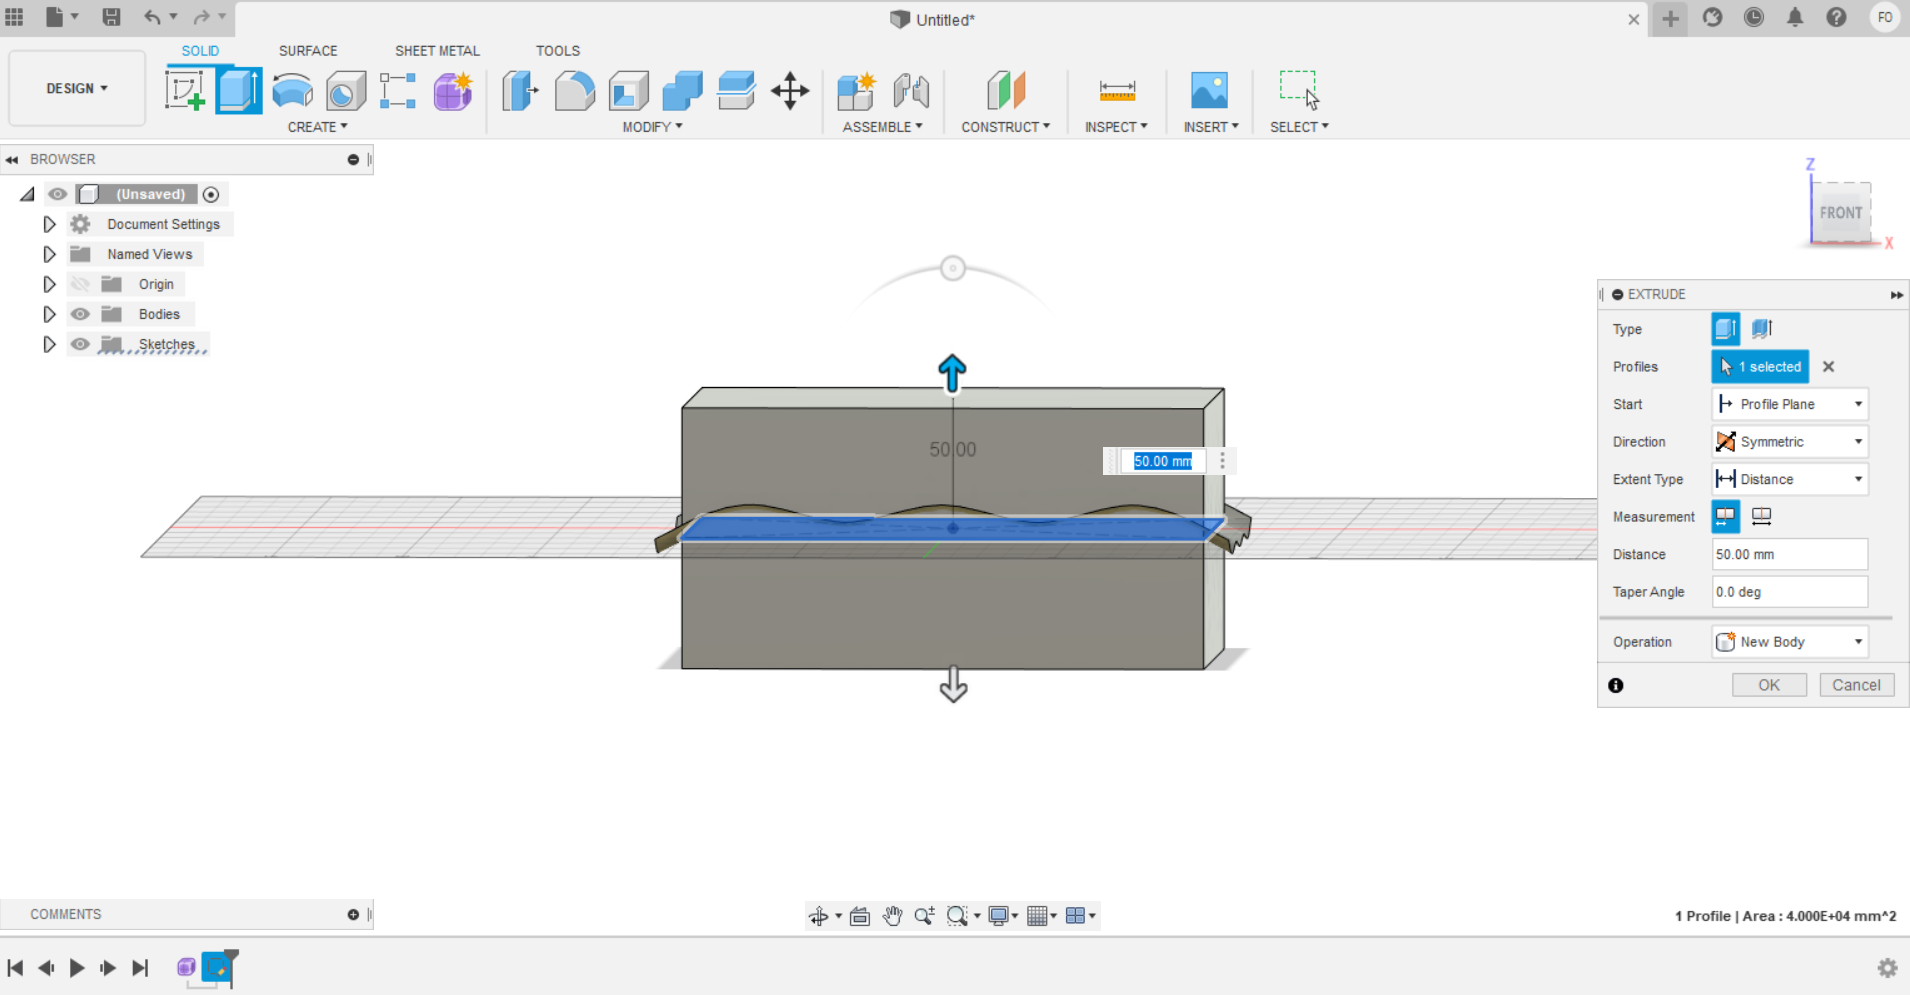 Untitled*
FO
SOLID
SURFACE
SHEET METAL
TOOLS
DESIGN
CREATE
MODIFY
ASSEMBLE
CONSTRUCT
INSPECT
INSERT
SELECT
BROWSER
(Unsaved)
Document Settings
Named Views
Origin
Bodies
Sketches
Z
FRONT
X
50.00
50.00 mm
EXTRUDE
Type
Profiles 1 selected
Start Profile Plane
Direction Symmetric
Extent Type Distance
Measurement
Distance 50.00 mm
Taper Angle 0.0 deg
Operation New Body
OK Cancel
COMMENTS
1 Profile | Area : 4.000E+04 mm^2